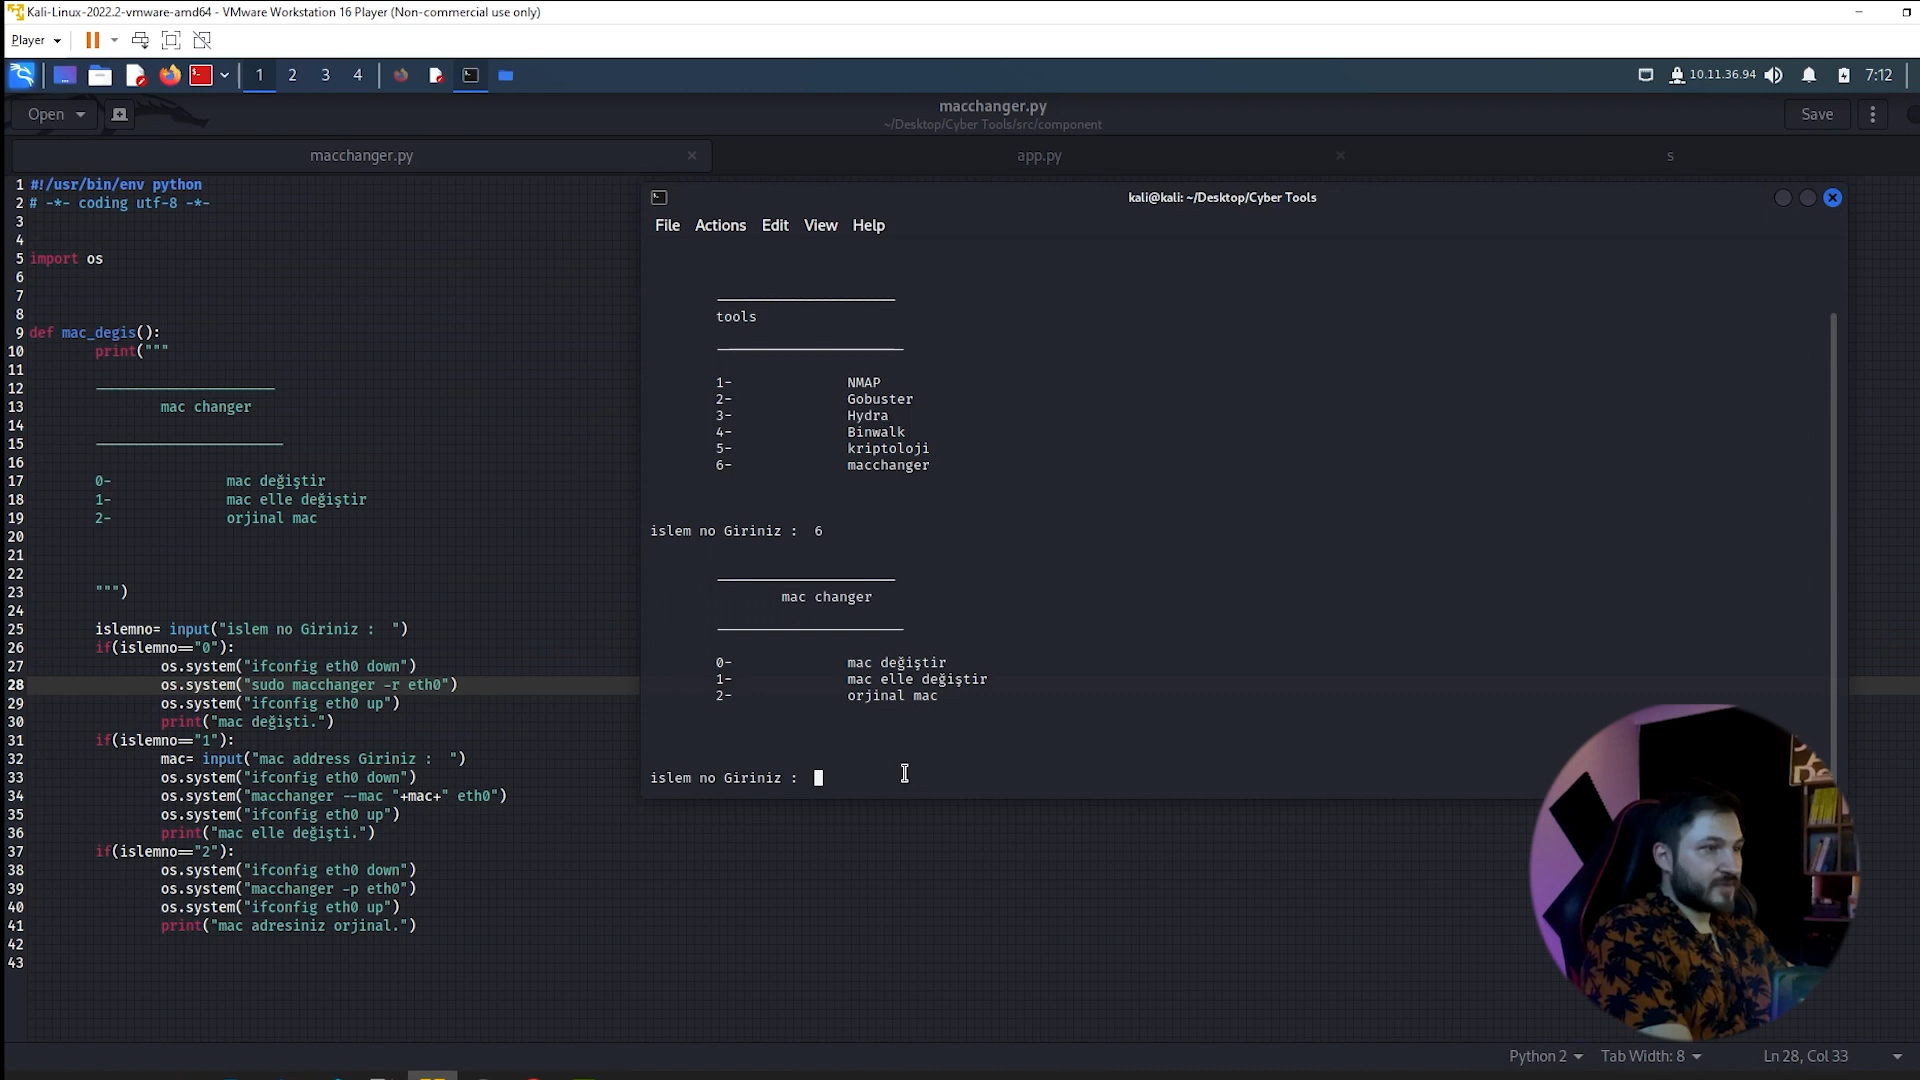 Kali-Linux-2022.2-vmware-amd64 - VMware Workstation 16 Player (Non-commercial use only)
Player
1 2 3 4
10.11.36.94
7:12
Open
macchanger.py
~/Desktop/Cyber Tools/src/component
Save
macchanger.py
app.py
s
1 #!/usr/bin/env python
2 # -*- coding utf-8 -*-
3
4
5 import os
6
7
8
9 def mac_degis():
10 print("""
11
12 ______________________
13 mac changer
14
15 _______________________
16
17 0- mac değiştir
18 1- mac elle değiştir
19 2- orjinal mac
20
21
22
23 """)
24
25 islemno= input("islem no Giriniz :  ")
26 if(islemno=="0"):
27 os.system("ifconfig eth0 down")
28 os.system("sudo macchanger -r eth0")
29 os.system("ifconfig eth0 up")
30 print("mac değişti.")
31 if(islemno=="1"):
32 mac= input("mac address Giriniz :  ")
33 os.system("ifconfig eth0 down")
34 os.system("macchanger --mac "+mac+" eth0")
35 os.system("ifconfig eth0 up")
36 print("mac elle değişti.")
37 if(islemno=="2"):
38 os.system("ifconfig eth0 down")
39 os.system("macchanger -p eth0")
40 os.system("ifconfig eth0 up")
41 print("mac adresiniz orjinal.")
42
43
kali@kali: ~/Desktop/Cyber Tools
File Actions Edit View Help
______________________
tools
_______________________
1- NMAP
2- Gobuster
3- Hydra
4- Binwalk
5- kriptoloji
6- macchanger
islem no Giriniz :  6
______________________
mac changer
_______________________
0- mac değiştir
1- mac elle değiştir
2- orjinal mac
islem no Giriniz :
Python 2
Tab Width: 8
Ln 28, Col 33